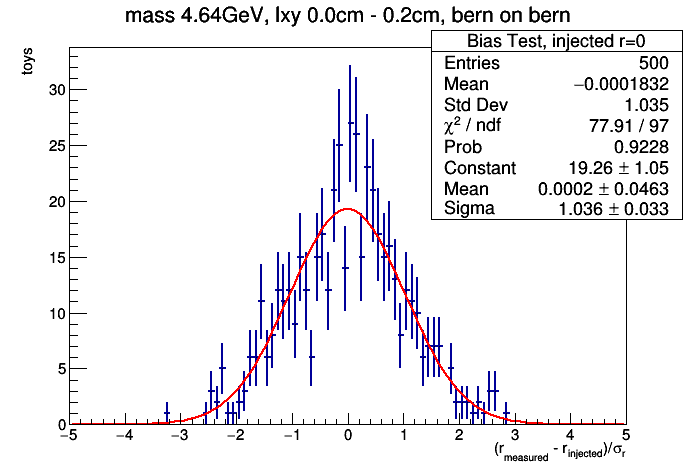 mass 4.64GeV, lxy 0.0cm - 0.2cm, bern on bern
toys
Bias Test, injected r=0
Entries 500
Mean −0.0001832
Std Dev 1.035
χ² / ndf 77.91 / 97
Prob 0.9228
Constant 19.26 ± 1.05
Mean 0.0002 ± 0.0463
Sigma 1.036 ± 0.033
30
25
20
15
10
5
0
−5 −4 −3 −2 −1 0 1 2 3 4 5
(r_measured - r_injected)/σ_r